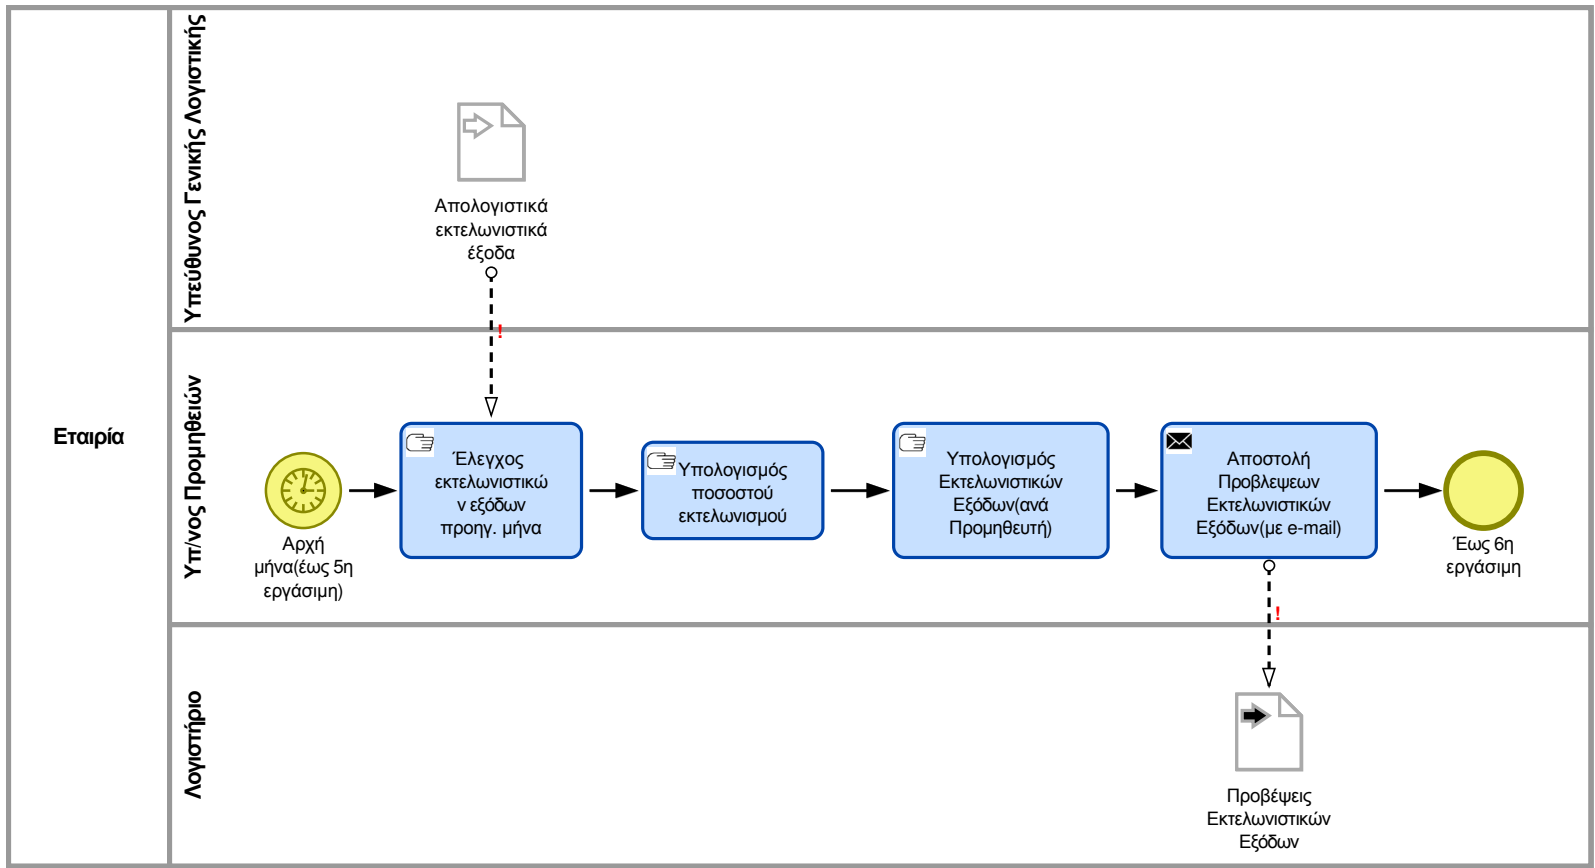 Εταιρία
Υπεύθυνος Γενικής Λογιστικής
Απολογιστικά
εκτελωνιστικά
έξοδα
!
Υπ/νος Προμηθειών
Αρχή
μήνα(έως 5η
εργάσιμη)
Έλεγχος
εκτελωνιστικώ
ν εξόδων
προηγ. μήνα
Υπολογισμός
ποσοστού
εκτελωνισμού
Υπολογισμός
Εκτελωνιστικών
Εξόδων(ανά
Προμηθευτή)
Αποστολή
Προβλεψεων
Εκτελωνιστικών
Εξόδων(με e-mail)
Έως 6η
εργάσιμη
!
Λογιστήριο
Προβέψεις
Εκτελωνιστικών
Εξόδων